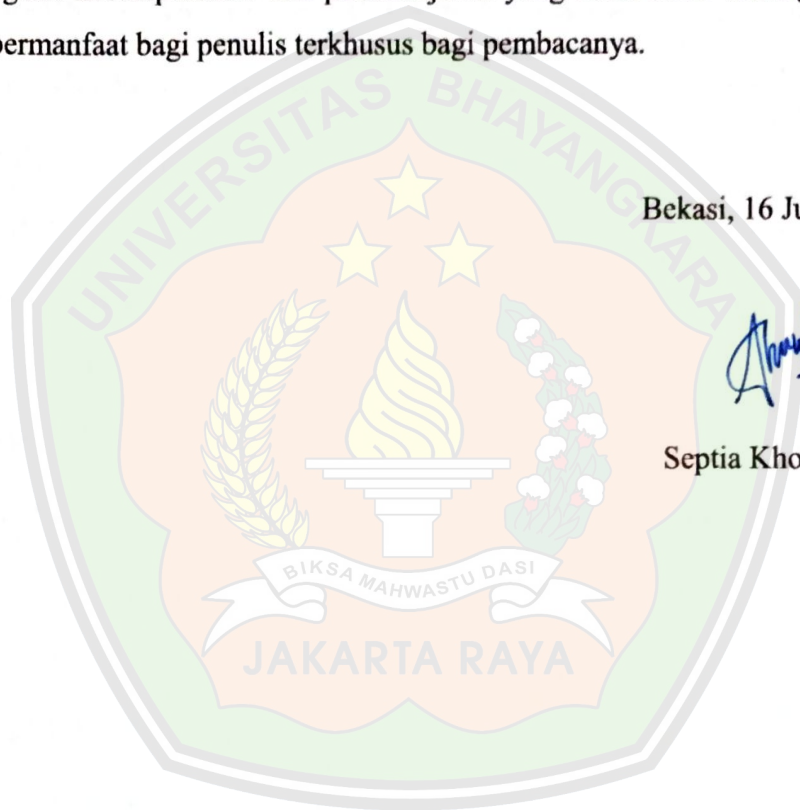 bermanfaat bagi penulis terkhusus bagi pembacanya.
UNIVERSITAS BHAYANGKARA
Bekasi, 16 Ju
Septia Kho
BIKSA MAHWASTU DASI
JAKARTA RAYA